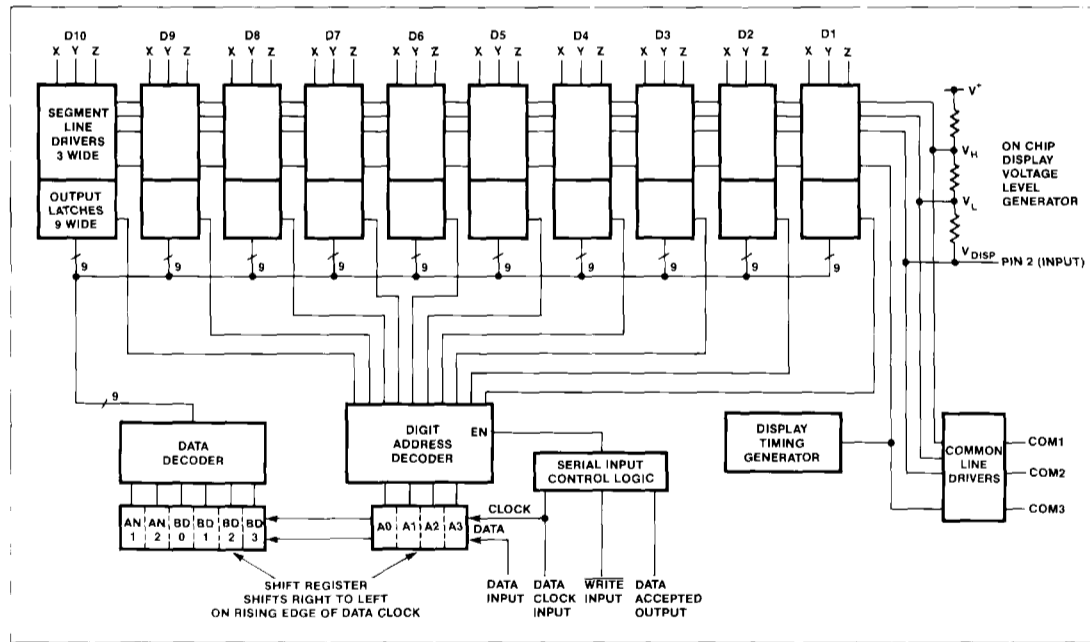 D10 D9 D8 D7 D6 D5 D4 D3 D2 D1
X Y Z X Y Z X Y Z X Y Z X Y Z X Y Z X Y Z X Y Z X Y Z X Y Z
SEGMENT
LINE
DRIVERS
3 WIDE
OUTPUT
LATCHES
9 WIDE
V+
VH
VL
VDISP
ON CHIP
DISPLAY
VOLTAGE
LEVEL
GENERATOR
PIN 2 (INPUT)
9 9 9 9 9 9 9 9 9 9
9
DATA
DECODER
DIGIT
ADDRESS
DECODER
EN
SERIAL INPUT
CONTROL LOGIC
DISPLAY
TIMING
GENERATOR
COMMON
LINE
DRIVERS
COM1
COM2
COM3
AN AN BD BD BD BD
1 2 0 1 2 3
A0 A1 A2 A3
CLOCK
DATA
SHIFT REGISTER
SHIFTS RIGHT TO LEFT
ON RISING EDGE OF DATA CLOCK
DATA
INPUT
DATA
CLOCK
INPUT
WRITE
INPUT
DATA
ACCEPTED
OUTPUT